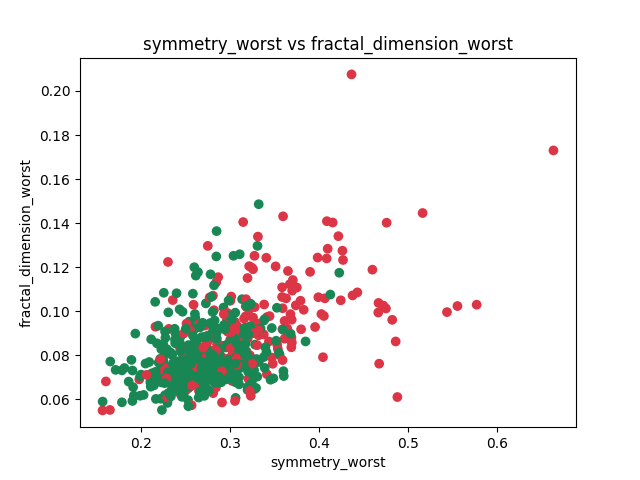 symmetry_worst vs fractal_dimension_worst
fractal_dimension_worst
0.20
0.18
0.16
0.14
0.12
0.10
0.08
0.06
0.2 0.3 0.4 0.5 0.6
symmetry_worst